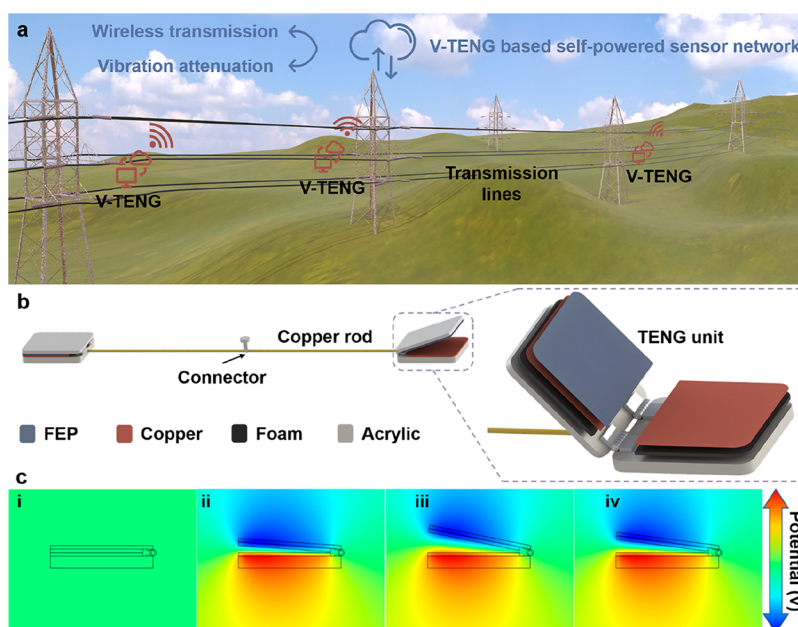 a
Wireless transmission
Vibration attenuation
V-TENG based self-powered sensor network
V-TENG
V-TENG
Transmission
lines
V-TENG
b
Copper rod
Connector
TENG unit
FEP
Copper
Foam
Acrylic
c
i
ii
iii
iv
Potential (V)